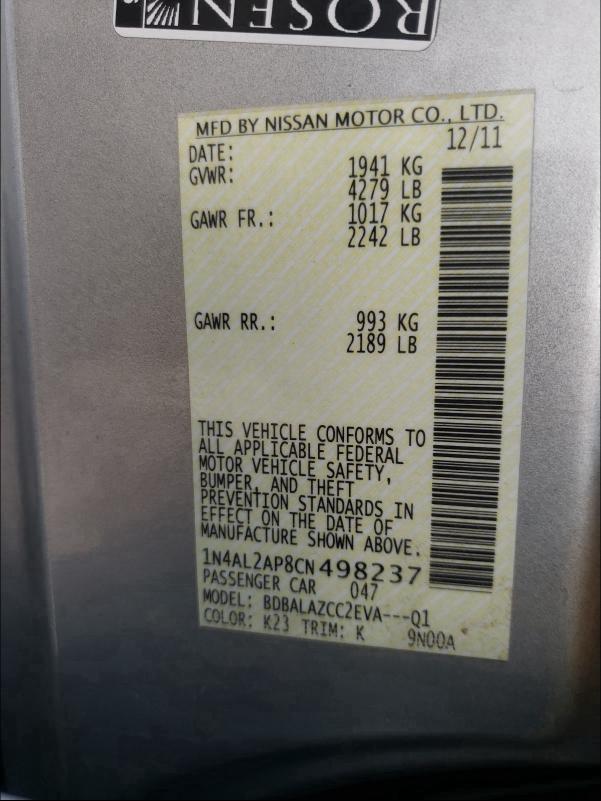 ROSEN
MFD BY NISSAN MOTOR CO., LTD.
DATE: 12/11
GVWR: 1941 KG
4279 LB
GAWR FR.: 1017 KG
2242 LB
GAWR RR.: 993 KG
2189 LB
THIS VEHICLE CONFORMS TO
ALL APPLICABLE FEDERAL
MOTOR VEHICLE SAFETY,
BUMPER, AND THEFT
PREVENTION STANDARDS IN
EFFECT ON THE DATE OF
MANUFACTURE SHOWN ABOVE.
1N4AL2AP8CN498237
PASSENGER CAR 047
MODEL: BDBALAZCC2EVA---Q1
COLOR: K23 TRIM: K 9N00A